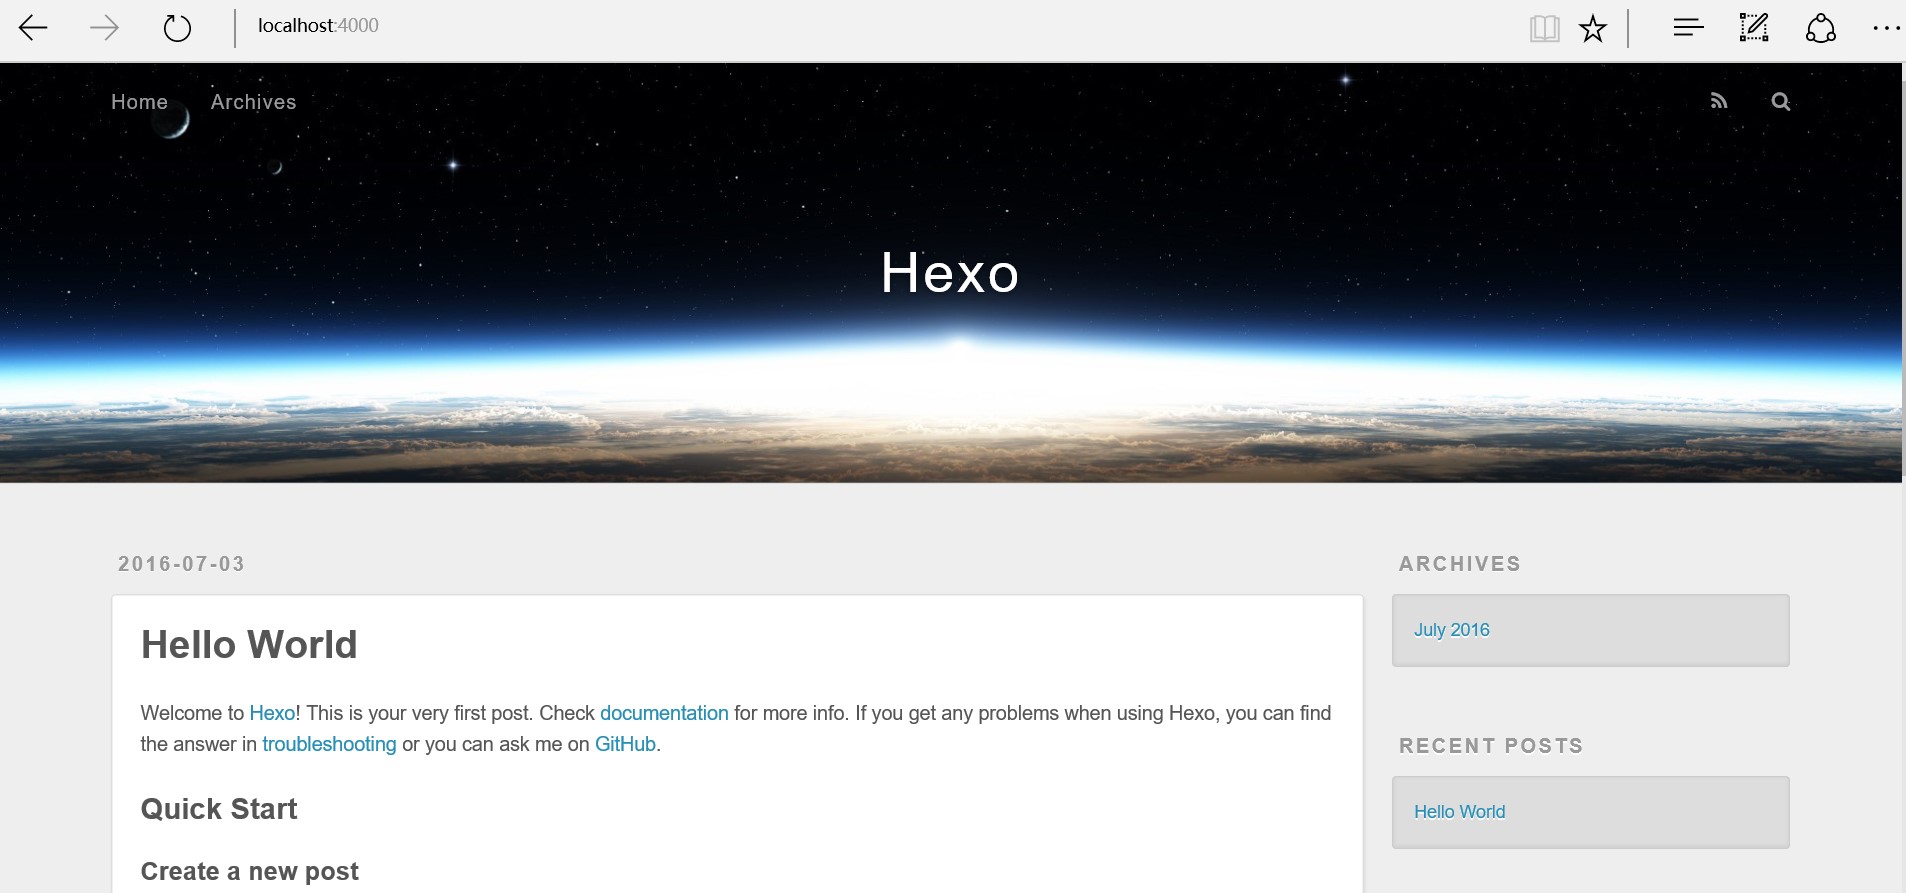 localhost:4000
Home Archives
Hexo
2016-07-03
Hello World
Welcome to Hexo! This is your very first post. Check documentation for more info. If you get any problems when using Hexo, you can find
the answer in troubleshooting or you can ask me on GitHub.
Quick Start
Create a new post
ARCHIVES
July 2016
RECENT POSTS
Hello World